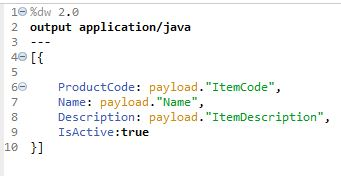 1 %dw 2.0
2 output application/java
3 ---
4 [{
5
6 ProductCode: payload."ItemCode",
7 Name: payload."Name",
8 Description: payload."ItemDescription",
9 IsActive:true
10 }]